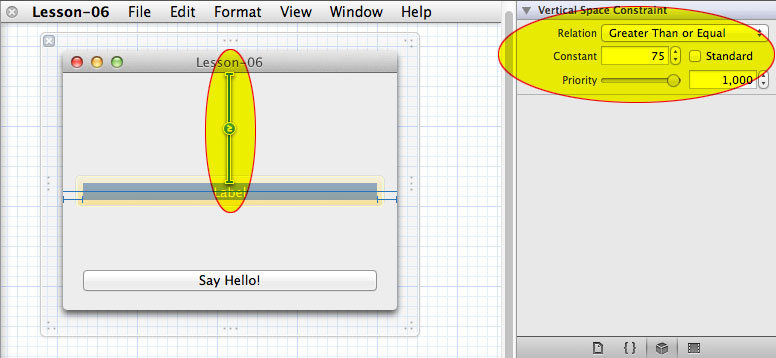 Lesson-06 File Edit Format View Window Help
Lesson-06
Label
Say Hello!
Vertical Space Constraint
Relation Greater Than or Equal
Constant 75 Standard
Priority 1,000
{ }